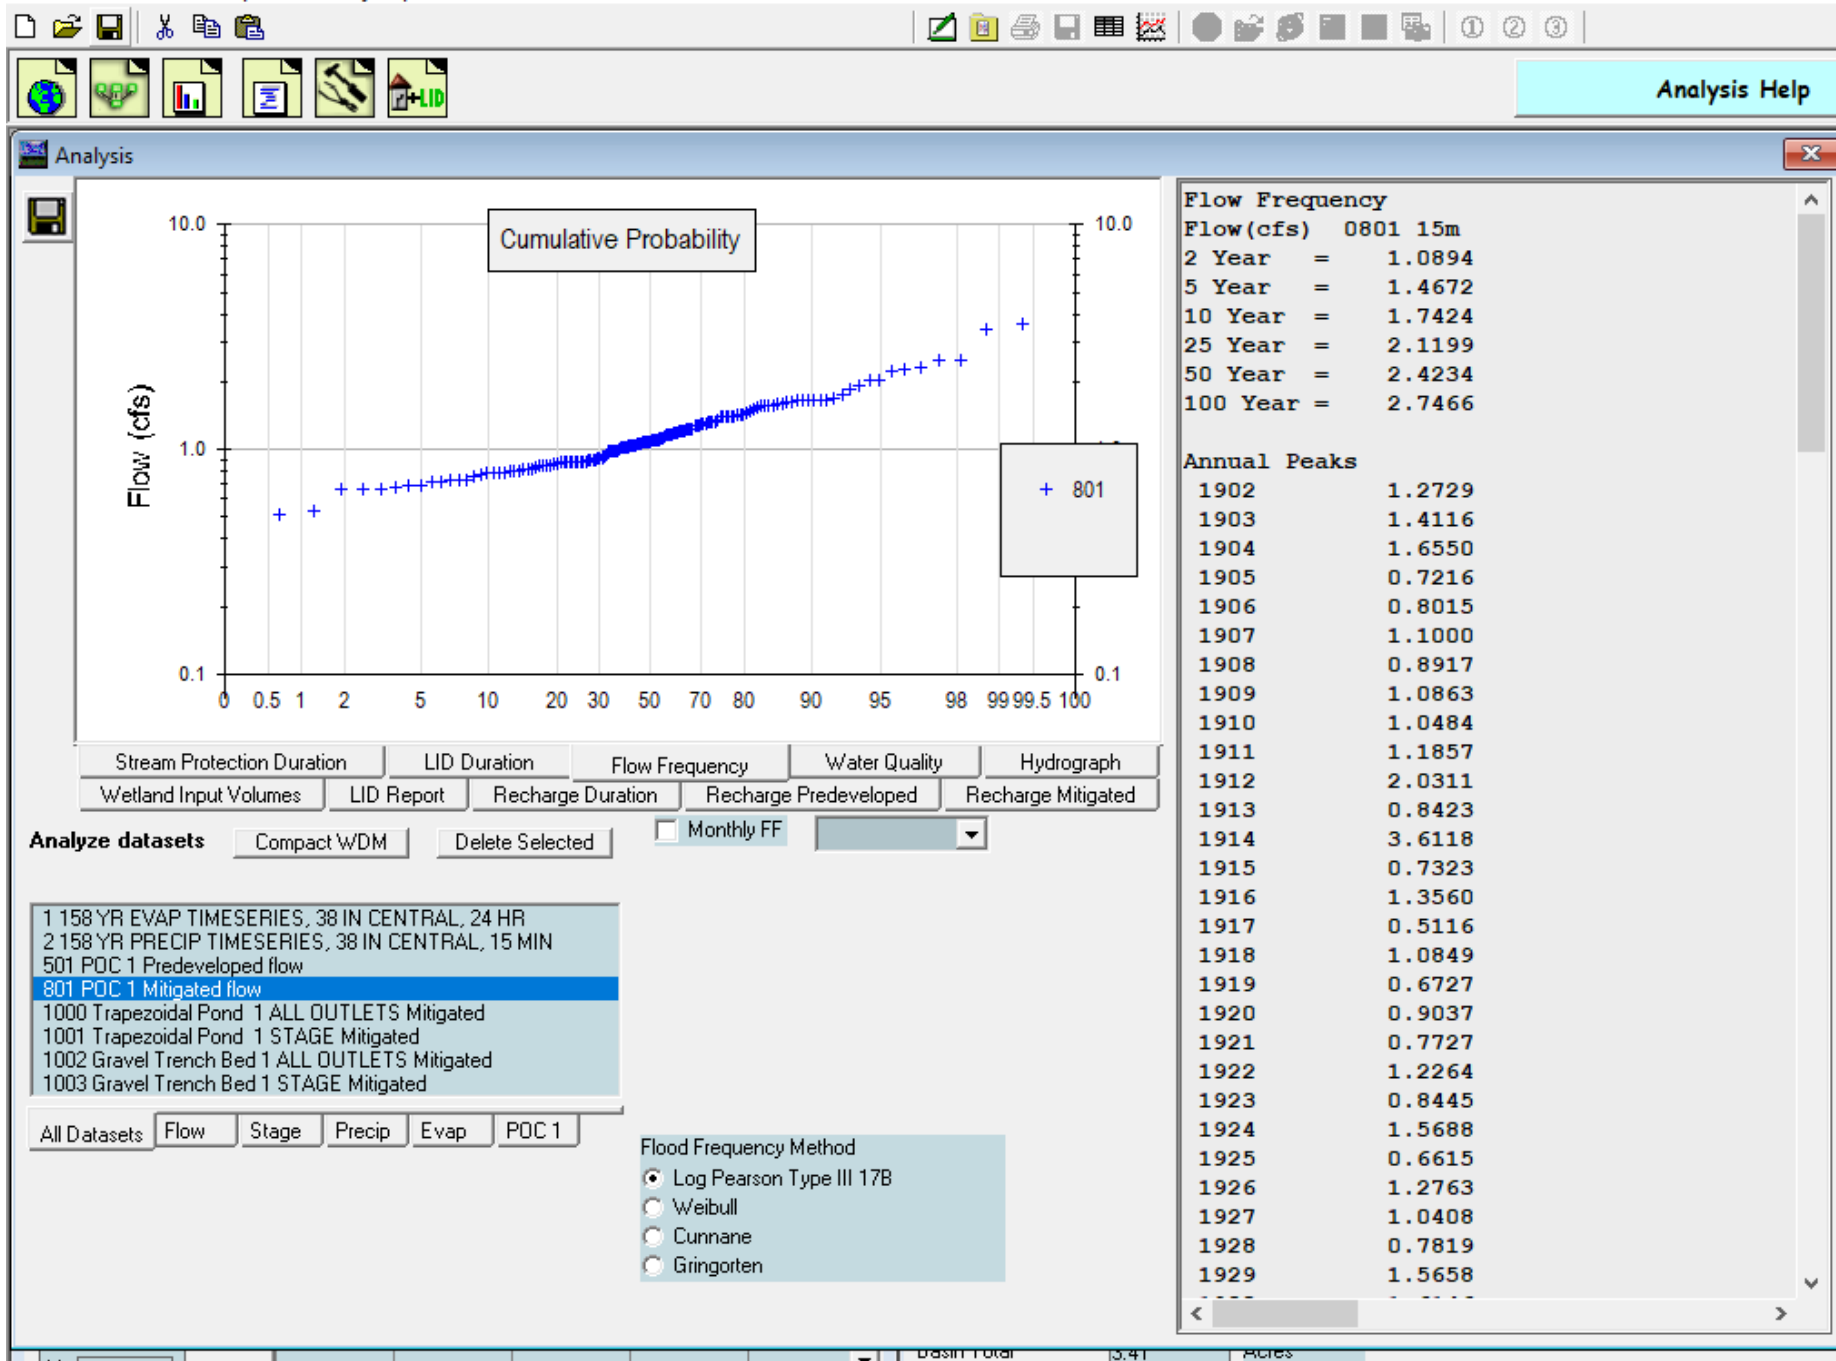 +LID
① ② ③
Analysis Help
Analysis
Cumulative Probability
Flow (cfs)
10.0
1.0
0.1
10.0
0.1
0 0.5 1 2 5 10 20 30 50 70 80 90 95 98 99 99.5 100
801
Stream Protection Duration LID Duration Flow Frequency Water Quality Hydrograph
Wetland Input Volumes LID Report Recharge Duration Recharge Predeveloped Recharge Mitigated
Analyze datasets Compact WDM Delete Selected Monthly FF
1 158 YR EVAP TIMESERIES, 38 IN CENTRAL, 24 HR
2 158 YR PRECIP TIMESERIES, 38 IN CENTRAL, 15 MIN
501 POC 1 Predeveloped flow
801 POC 1 Mitigated flow
1000 Trapezoidal Pond 1 ALL OUTLETS Mitigated
1001 Trapezoidal Pond 1 STAGE Mitigated
1002 Gravel Trench Bed 1 ALL OUTLETS Mitigated
1003 Gravel Trench Bed 1 STAGE Mitigated
All Datasets Flow Stage Precip Evap POC 1
Flood Frequency Method
Log Pearson Type III 17B
Weibull
Cunnane
Gringorten
Flow Frequency
Flow(cfs) 0801 15m
2 Year = 1.0894
5 Year = 1.4672
10 Year = 1.7424
25 Year = 2.1199
50 Year = 2.4234
100 Year = 2.7466
Annual Peaks
1902 1.2729
1903 1.4116
1904 1.6550
1905 0.7216
1906 0.8015
1907 1.1000
1908 0.8917
1909 1.0863
1910 1.0484
1911 1.1857
1912 2.0311
1913 0.8423
1914 3.6118
1915 0.7323
1916 1.3560
1917 0.5116
1918 1.0849
1919 0.6727
1920 0.9037
1921 0.7727
1922 1.2264
1923 0.8445
1924 1.5688
1925 0.6615
1926 1.2763
1927 1.0408
1928 0.7819
1929 1.5658
Basin Total 3.41 Acres